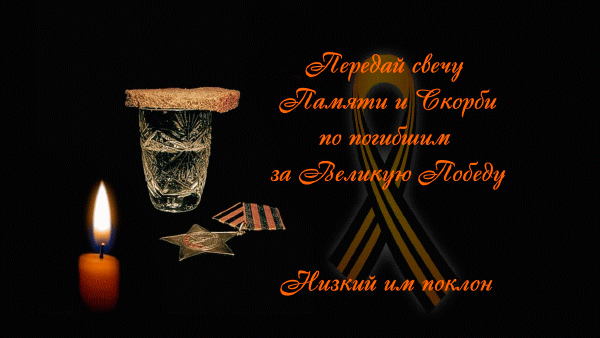 Передай свечу
Памяти и Скорби
по погибшим
за Великую Победу
Низкий им поклон